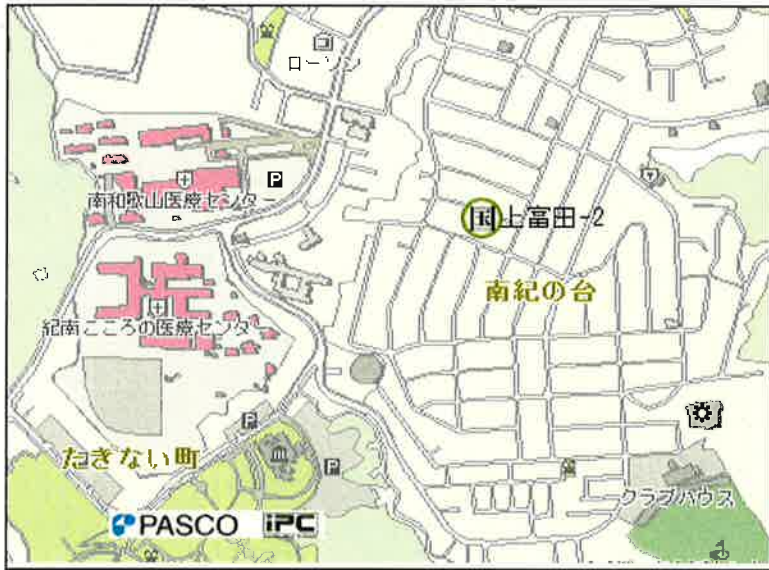 ローソン
P
南和歌山医療センター
国
上富田-2
南紀の台
紀南こころの医療センター
P
たきない町
P
クラブハウス
PASCO iPC